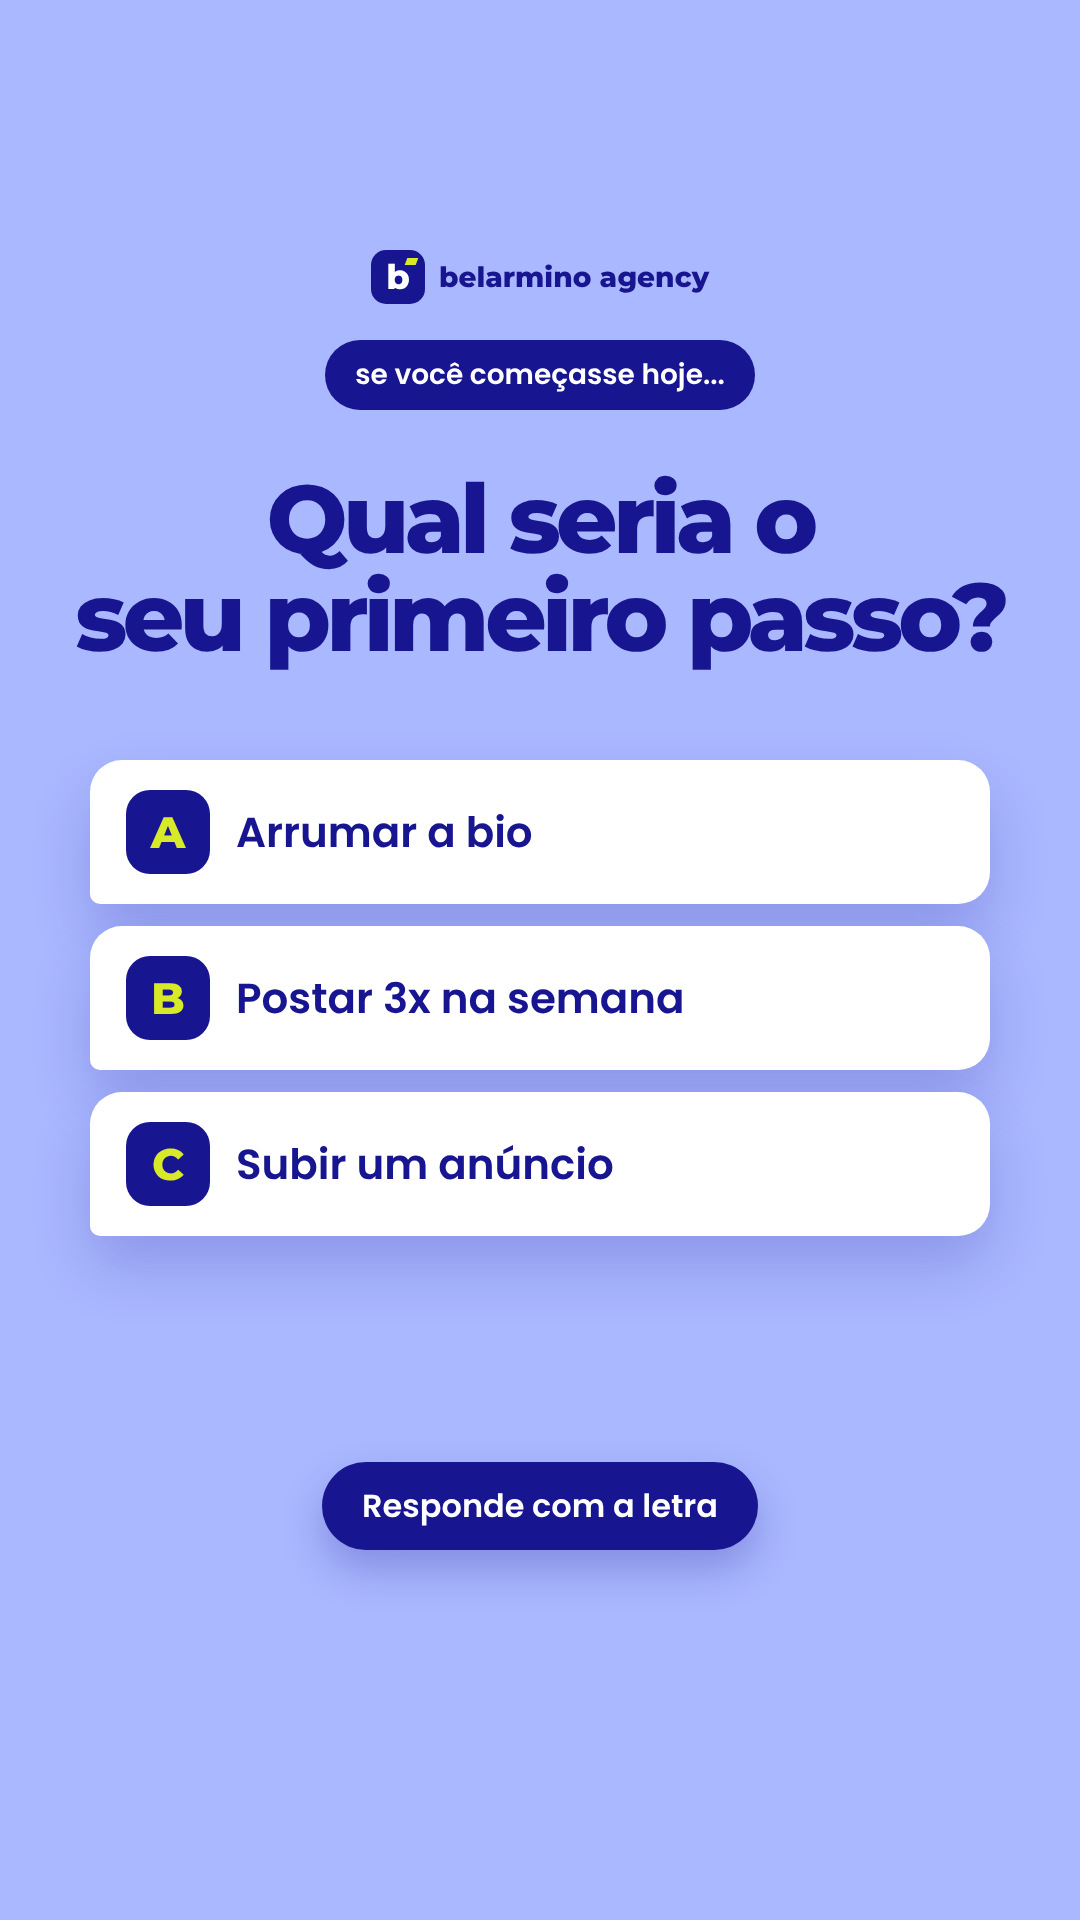 b belarmino agency
se você começasse hoje...
Qual seria o
seu primeiro passo?
A Arrumar a bio
B Postar 3x na semana
C Subir um anúncio
Responde com a letra